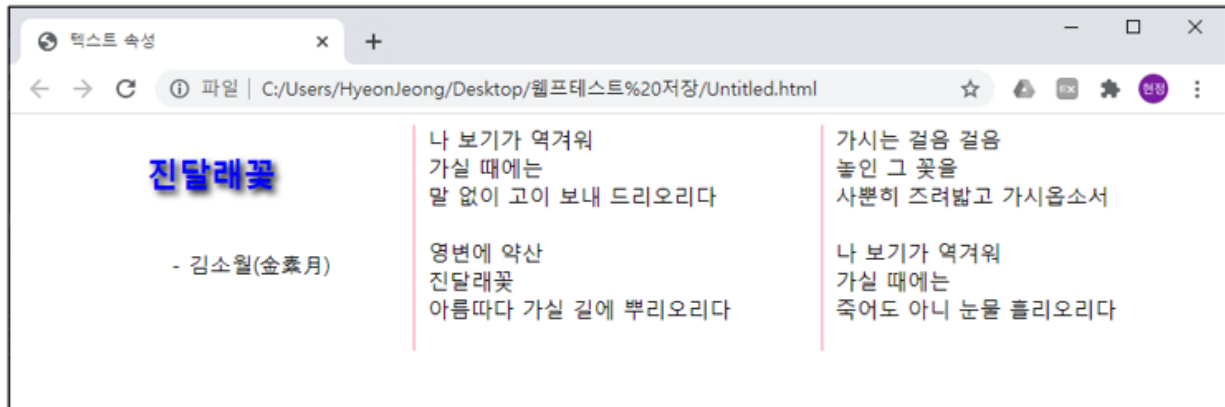 텍스트 속성
파일 | C:/Users/HyeonJeong/Desktop/웹프테스트%20저장/Untitled.html
EX
현정
진달래꽃
- 김소월(金素月)
나 보기가 역겨워
가실 때에는
말 없이 고이 보내 드리오리다
영변에 약산
진달래꽃
아름따다 가실 길에 뿌리오리다
가시는 걸음 걸음
놓인 그 꽃을
사뿐히 즈려밟고 가시옵소서
나 보기가 역겨워
가실 때에는
죽어도 아니 눈물 흘리오리다